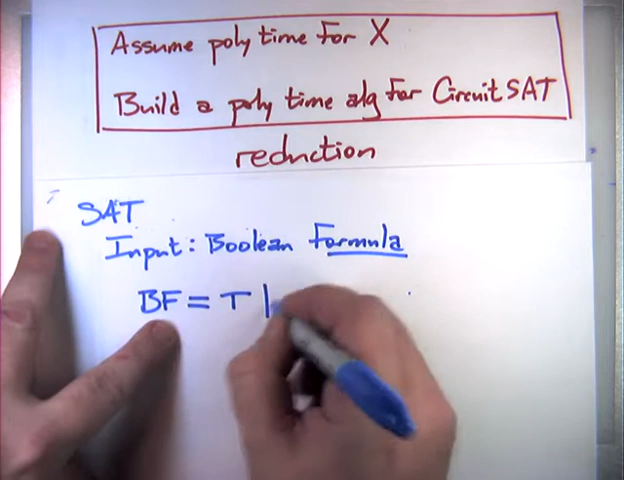 Assume poly time for X
Build a poly time alg for Circuit SAT
reduction
SAT
Input: Boolean Formula
BF = T |